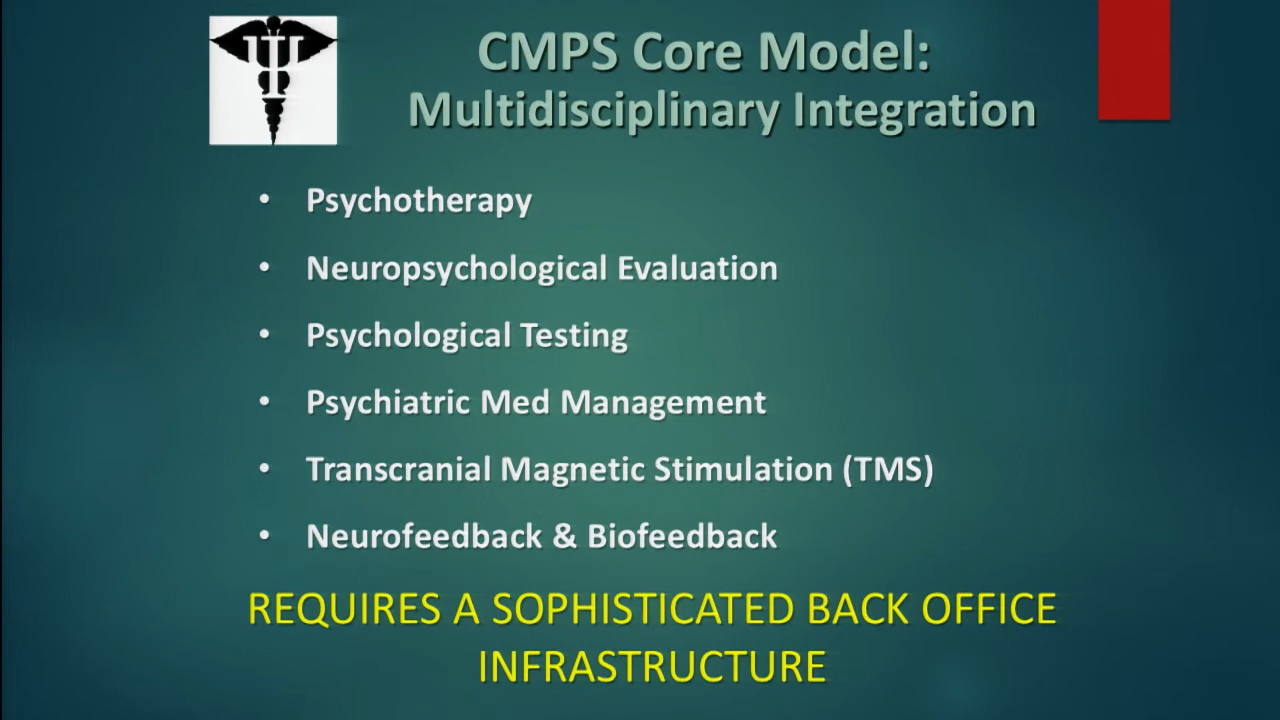 CMPS Core Model:
Multidisciplinary Integration
• Psychotherapy
• Neuropsychological Evaluation
• Psychological Testing
• Psychiatric Med Management
• Transcranial Magnetic Stimulation (TMS)
• Neurofeedback & Biofeedback
REQUIRES A SOPHISTICATED BACK OFFICE
INFRASTRUCTURE